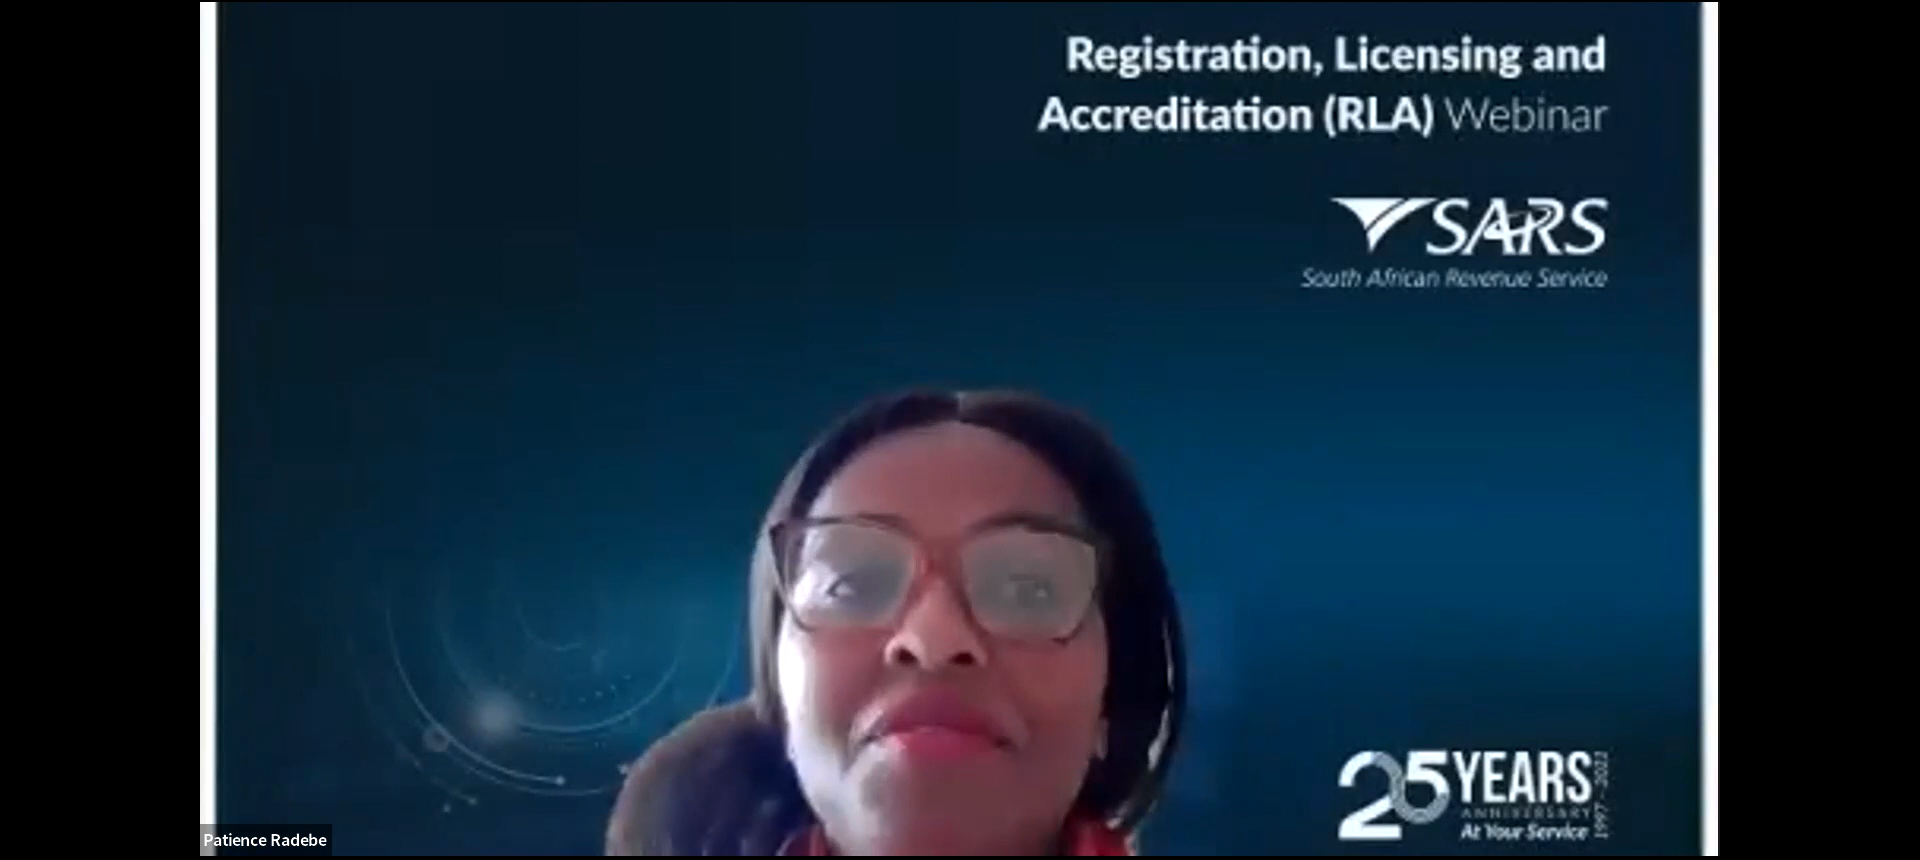 Registration, Licensing and
Accreditation (RLA) Webinar
SARS
South African Revenue Service
25 YEARS
ANNIVERSARY
1997 - 2022
At Your Service
Patience Radebe